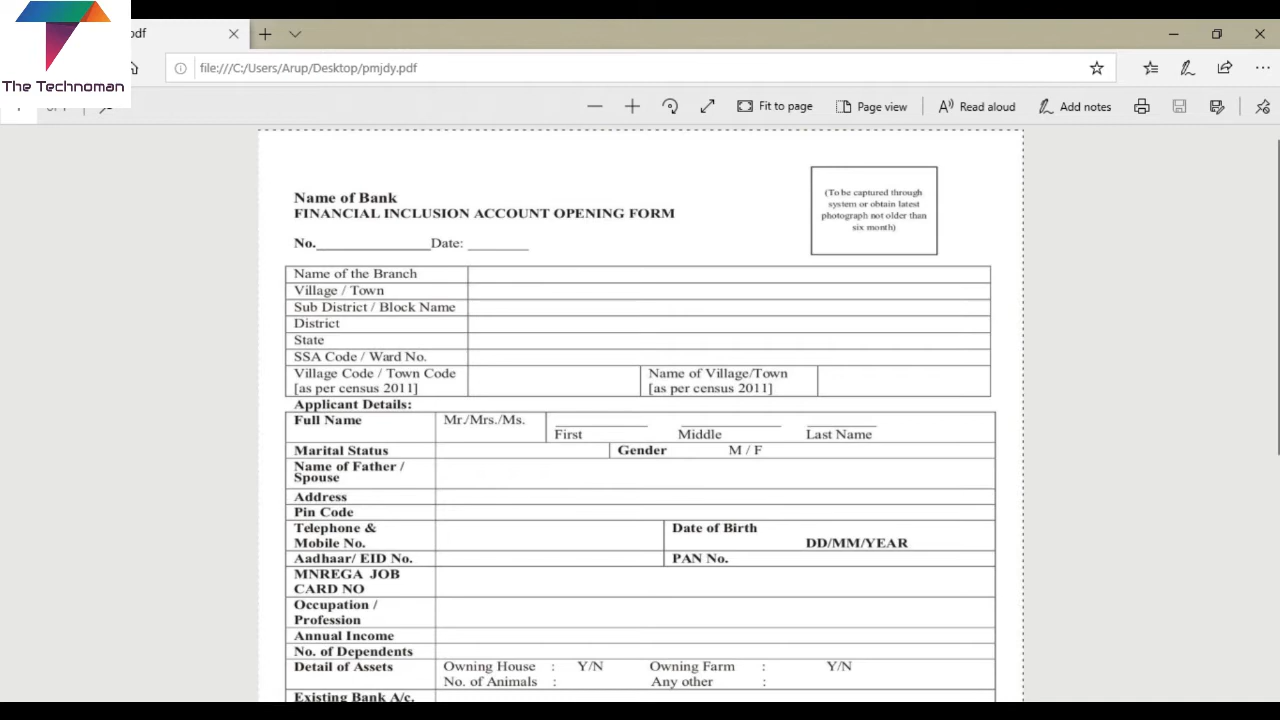 The Technoman
pdf
file:///C:/Users/Arup/Desktop/pmjdy.pdf
Fit to page
Page view
Read aloud
Add notes
(To be captured through
system or obtain latest
photograph not older than
six month)
Name of Bank
FINANCIAL INCLUSION ACCOUNT OPENING FORM
No.________________Date: _________
Name of the Branch
Village / Town
Sub District / Block Name
District
State
SSA Code / Ward No.
Village Code / Town Code Name of Village/Town
[as per census 2011] [as per census 2011]
Applicant Details:
Full Name Mr./Mrs./Ms.
First Middle Last Name
Marital Status Gender M / F
Name of Father /
Spouse
Address
Pin Code
Telephone & Date of Birth
Mobile No. DD/MM/YEAR
Aadhaar/ EID No. PAN No.
MNREGA JOB
CARD NO
Occupation /
Profession
Annual Income
No. of Dependents
Detail of Assets Owning House : Y/N Owning Farm : Y/N
No. of Animals : Any other :
Existing Bank A/c.